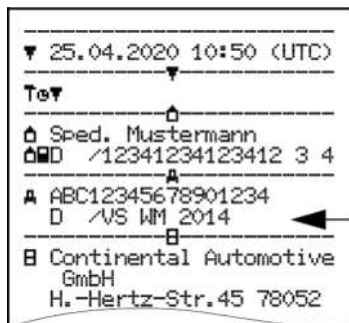 ▼ 25.04.2020 10:50 (UTC)
T▼
Sped. Mustermann
D /12341234123412 3 4
ABC12345678901234
D /VS WM 2014
Continental Automotive
GmbH
H.-Hertz-Str.45 78052